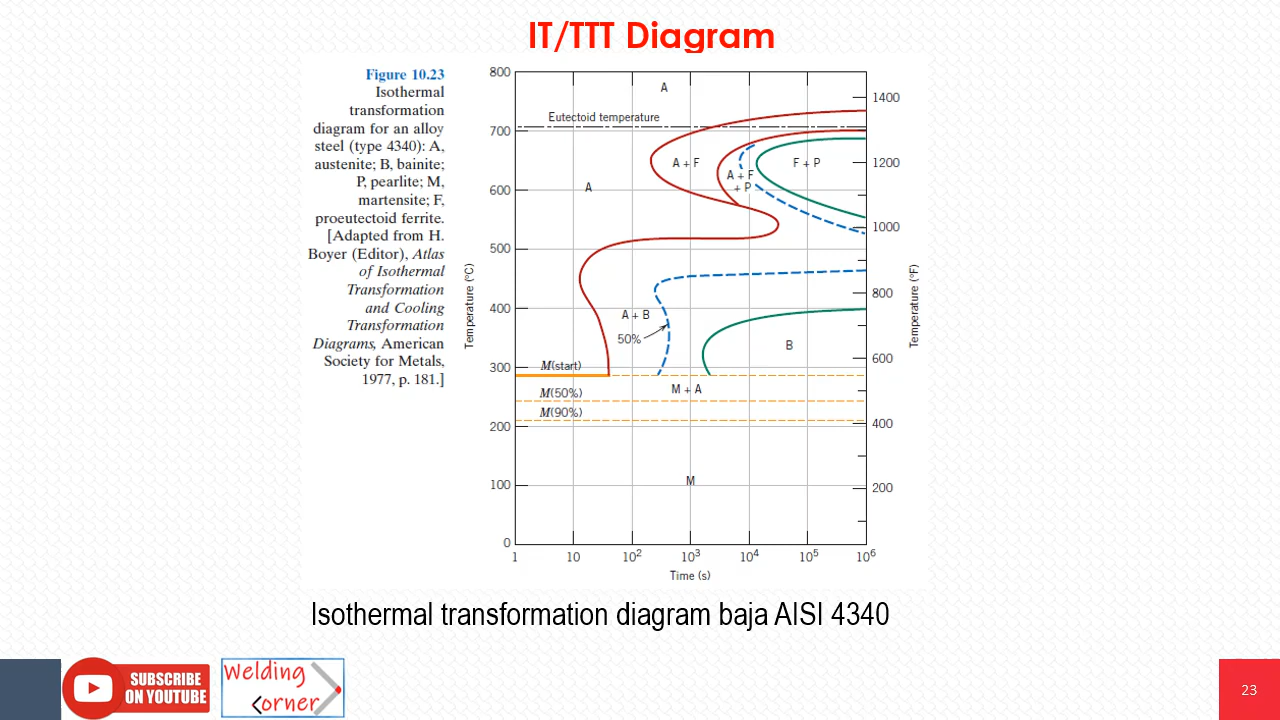 IT/TTT Diagram
Figure 10.23
Isothermal
transformation
diagram for an alloy
steel (type 4340): A,
austenite; B, bainite;
P, pearlite; M,
martensite; F,
proeutectoid ferrite.
[Adapted from H.
Boyer (Editor), Atlas
of Isothermal
Transformation
and Cooling
Transformation
Diagrams, American
Society for Metals,
1977, p. 181.]
Temperature (°C)
800
700
600
500
400
300
200
100
0
A
Eutectoid temperature
A + F
F + P
A + F
+ P
A
A + B
50%
B
M(start)
M + A
M(50%)
M(90%)
M
1400
1200
1000
800
600
400
200
Temperature (°F)
1 10 10² 10³ 10⁴ 10⁵ 10⁶
Time (s)
Isothermal transformation diagram baja AISI 4340
SUBSCRIBE
ON YOUTUBE
Welding
Corner
23